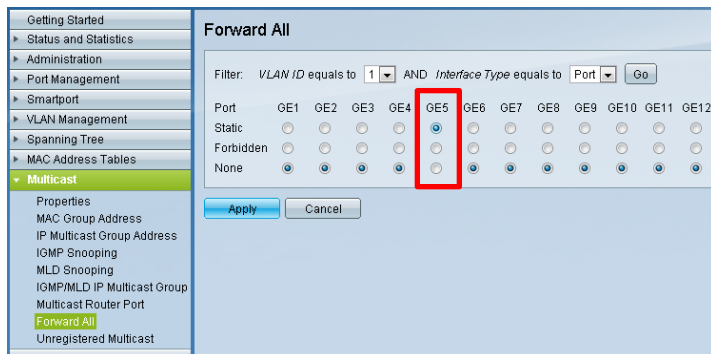 Getting Started
Status and Statistics
Administration
Port Management
Smartport
VLAN Management
Spanning Tree
MAC Address Tables
Multicast
Properties
MAC Group Address
IP Multicast Group Address
IGMP Snooping
MLD Snooping
IGMP/MLD IP Multicast Group
Multicast Router Port
Forward All
Unregistered Multicast
Forward All
Filter: VLAN ID equals to 1 AND Interface Type equals to Port Go
Port GE1 GE2 GE3 GE4 GE5 GE6 GE7 GE8 GE9 GE10 GE11 GE12
Static
Forbidden
None
Apply Cancel